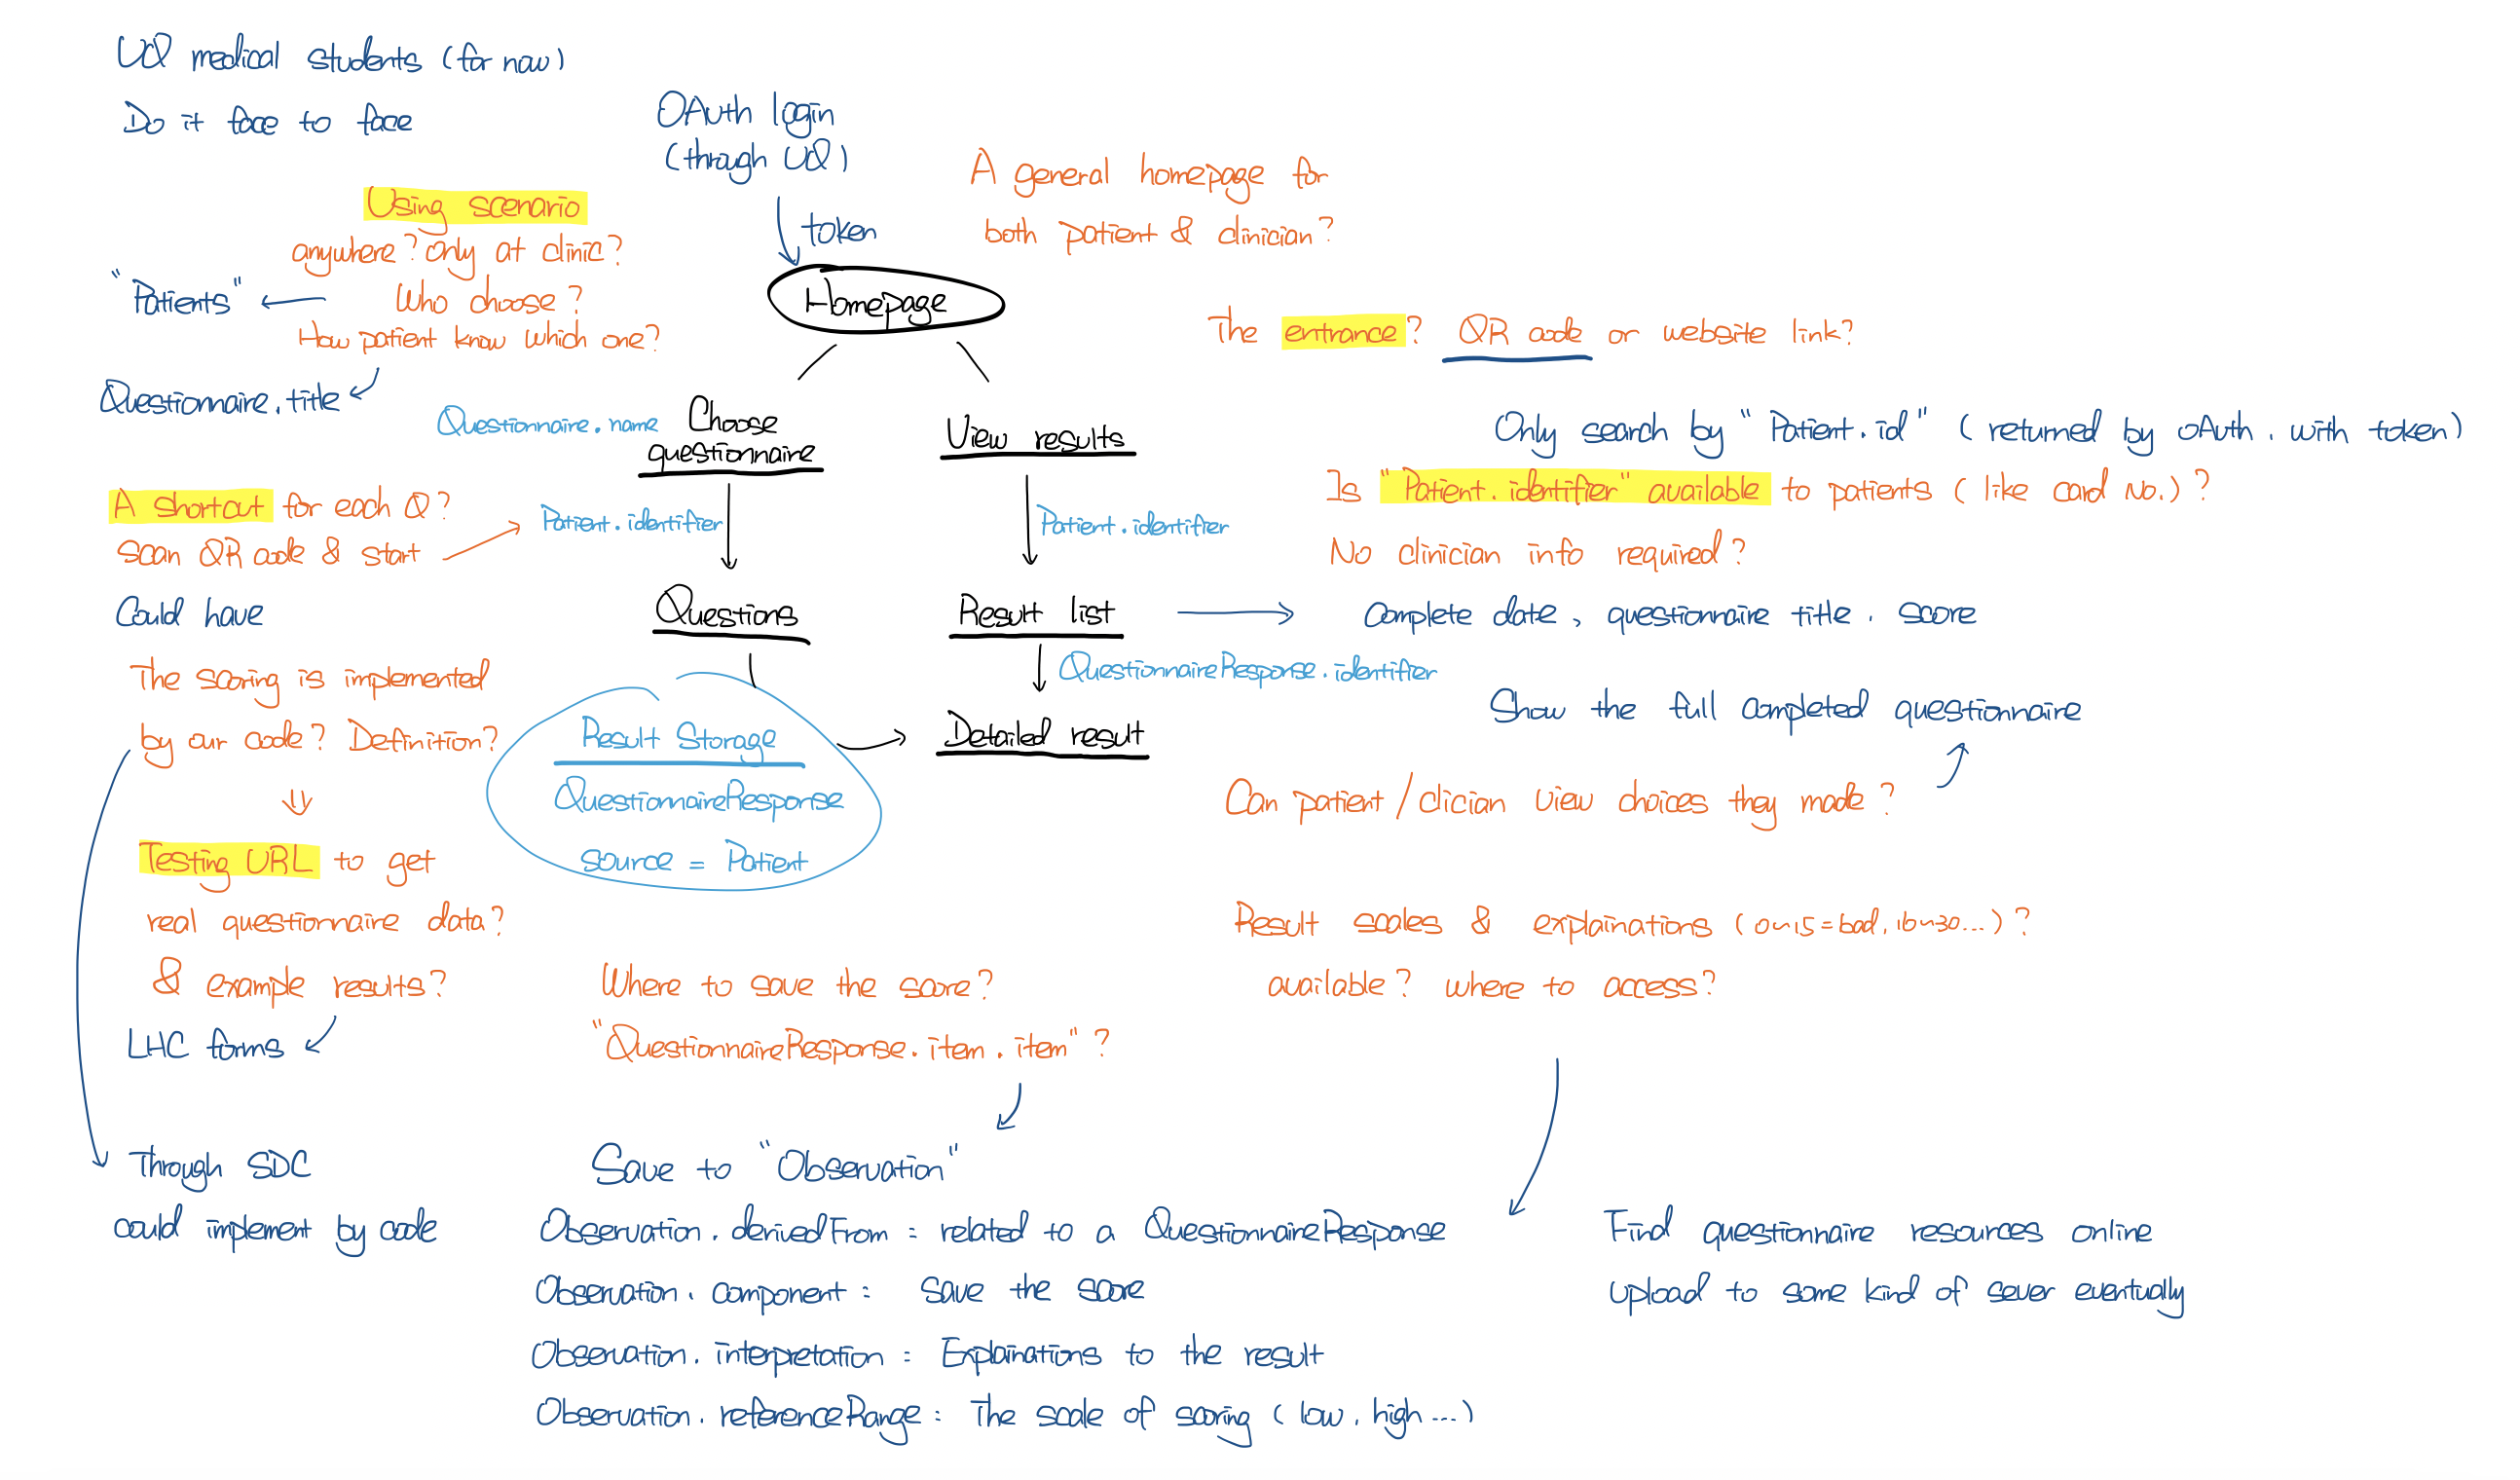 UQ medical students (for now)
Do it face to face
OAuth login
(through UQ)
token
A general homepage for
both patient & clinician?
Using scenario
anywhere? only at clinic?
"Patients"
Who choose?
How patient know which one?
Questionnaire.title
Homepage
The entrance? QR code or website link?
Questionnaire.name
Choose
questionnaire
View results
Only search by "Patient.id" (returned by OAuth, with token)
Is "Patient.identifier" available to patients (like card No.)?
No clinician info required?
A shortcut for each Q?
scan QR code & start
Patient.identifier
Patient.identifier
Could have
Questions
Result list
Complete date, questionnaire title, score
QuestionnaireResponse.identifier
The scoring is implemented
by our code? Definition?
Show the full completed questionnaire
Result Storage
QuestionnaireResponse
source = Patient
Detailed result
Can patient/clician view choices they made?
Testing URL to get
real questionnaire data?
& example results?
LHC forms
Result scales & explainations (0~15=bad, 16~30...)?
available? where to access?
Where to save the score?
"QuestionnaireResponse.item.item"?
Through SDC
could implement by code
Save to "Observation"
Observation.derivedFrom = related to a QuestionnaireResponse
Observation.component = save the score
Observation.interpretation = Explainations to the result
Observation.referenceRange = The scale of scoring (low, high...)
Find questionnaire resources online
upload to some kind of sever eventually